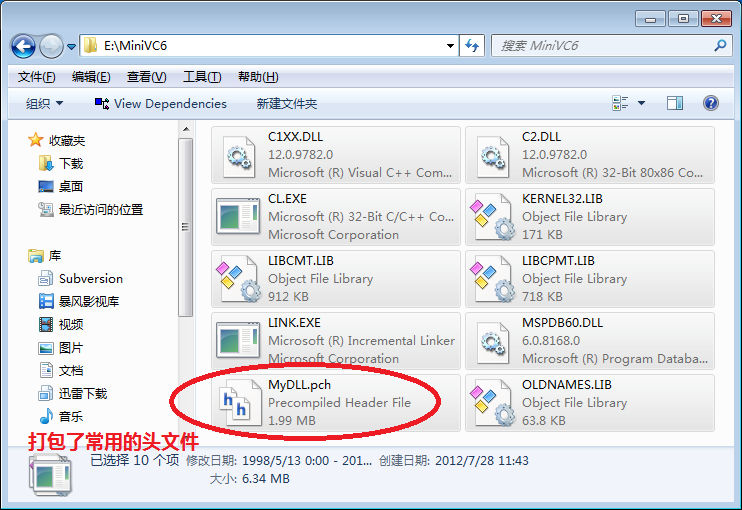 E:\MiniVC6
搜索 MiniVC6
文件(F) 编辑(E) 查看(V) 工具(T) 帮助(H)
组织 View Dependencies 新建文件夹
收藏夹
下载
桌面
最近访问的位置
库
Subversion
暴风影视库
视频
图片
文档
迅雷下载
音乐
C1XX.DLL
12.0.9782.0
Microsoft (R) Visual C++ Com...
C2.DLL
12.0.9782.0
Microsoft (R) 32-Bit 80x86 Co...
CL.EXE
Microsoft (R) 32-Bit C/C++ Co...
Microsoft Corporation
KERNEL32.LIB
Object File Library
171 KB
LIBCMT.LIB
Object File Library
912 KB
LIBCPMT.LIB
Object File Library
718 KB
LINK.EXE
Microsoft (R) Incremental Linker
Microsoft Corporation
MSPDB60.DLL
6.0.8168.0
Microsoft (R) Program Databa...
MyDLL.pch
Precompiled Header File
1.99 MB
OLDNAMES.LIB
Object File Library
63.8 KB
打包了常用的头文件
已选择 10 个项 修改日期: 1998/5/13 0:00 - 201... 创建日期: 2012/7/28 11:43
大小: 6.34 MB